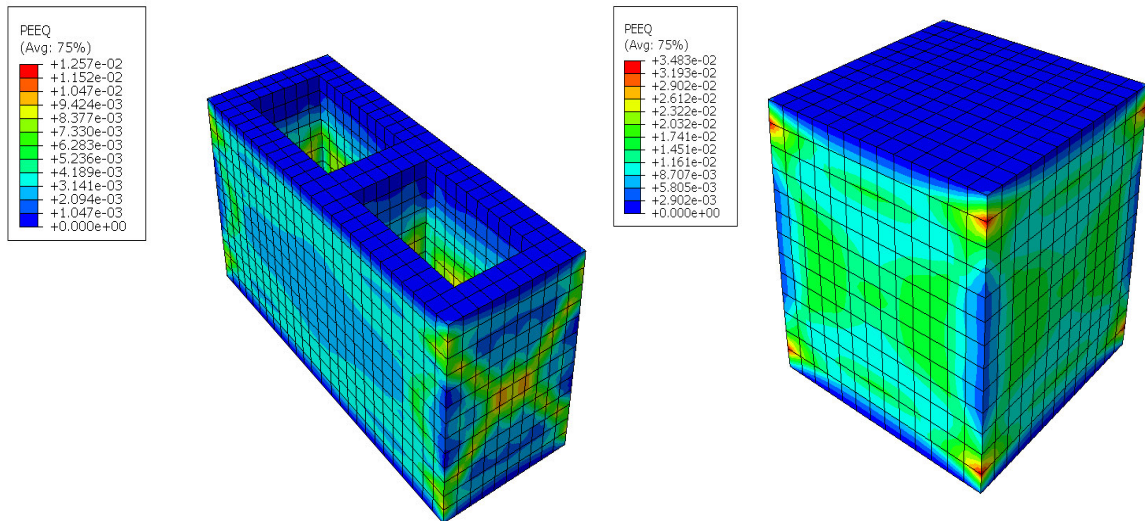 PEEQ
(Avg: 75%)
+1.257e-02
+1.152e-02
+1.047e-02
+9.424e-03
+8.377e-03
+7.330e-03
+6.283e-03
+5.236e-03
+4.189e-03
+3.141e-03
+2.094e-03
+1.047e-03
+0.000e+00
PEEQ
(Avg: 75%)
+3.483e-02
+3.193e-02
+2.902e-02
+2.612e-02
+2.322e-02
+2.032e-02
+1.741e-02
+1.451e-02
+1.161e-02
+8.707e-03
+5.805e-03
+2.902e-03
+0.000e+00